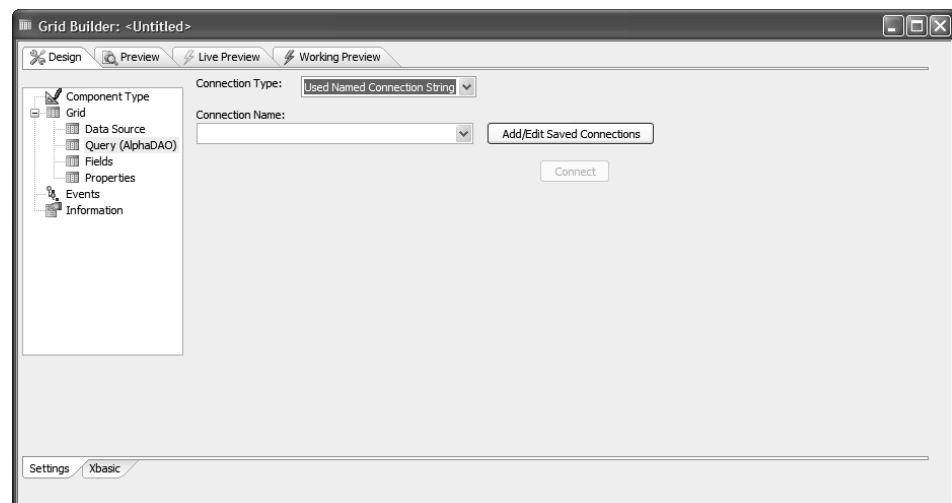 Grid Builder: <Untitled>
Design Preview Live Preview Working Preview
Connection Type: Used Named Connection String
Component Type
Grid
Data Source
Query (AlphaDAO)
Fields
Properties
Events
Information
Connection Name:
Add/Edit Saved Connections
Connect
Settings Xbasic